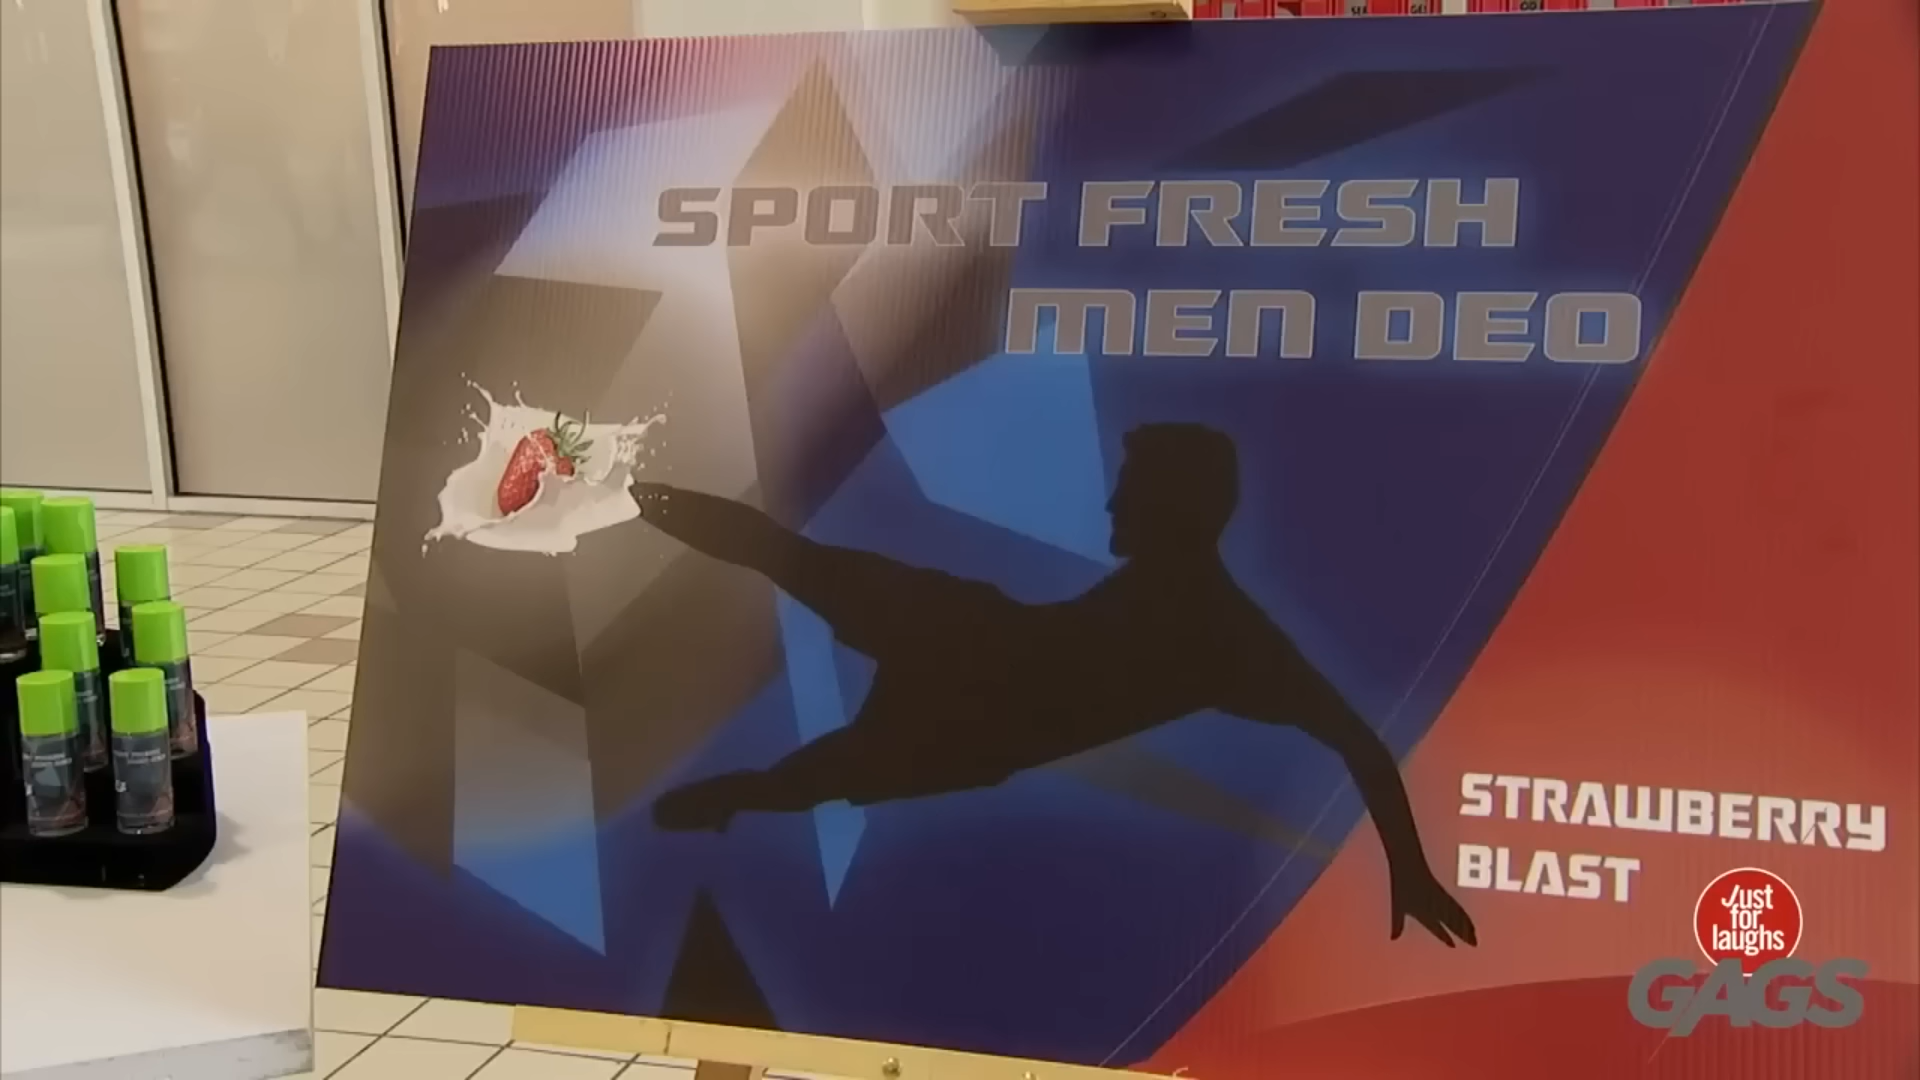 SPORT FRESH
MEN DEO
STRAWBERRY
BLAST
Just
for
laughs
GAGS